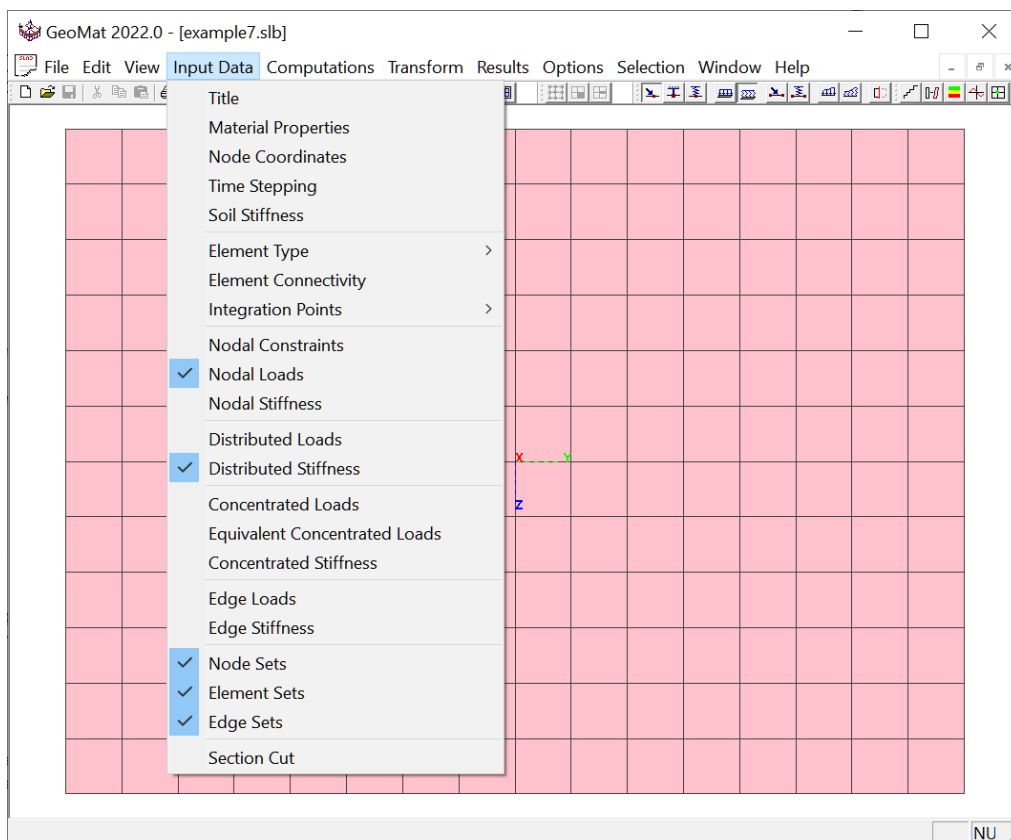 GeoMat 2022.0 - [example7.slb]
File Edit View Input Data Computations Transform Results Options Selection Window Help
Title
Material Properties
Node Coordinates
Time Stepping
Soil Stiffness
Element Type
Element Connectivity
Integration Points
Nodal Constraints
Nodal Loads
Nodal Stiffness
Distributed Loads
Distributed Stiffness
X Y
Concentrated Loads
Z
Equivalent Concentrated Loads
Concentrated Stiffness
Edge Loads
Edge Stiffness
Node Sets
Element Sets
Edge Sets
Section Cut
NU